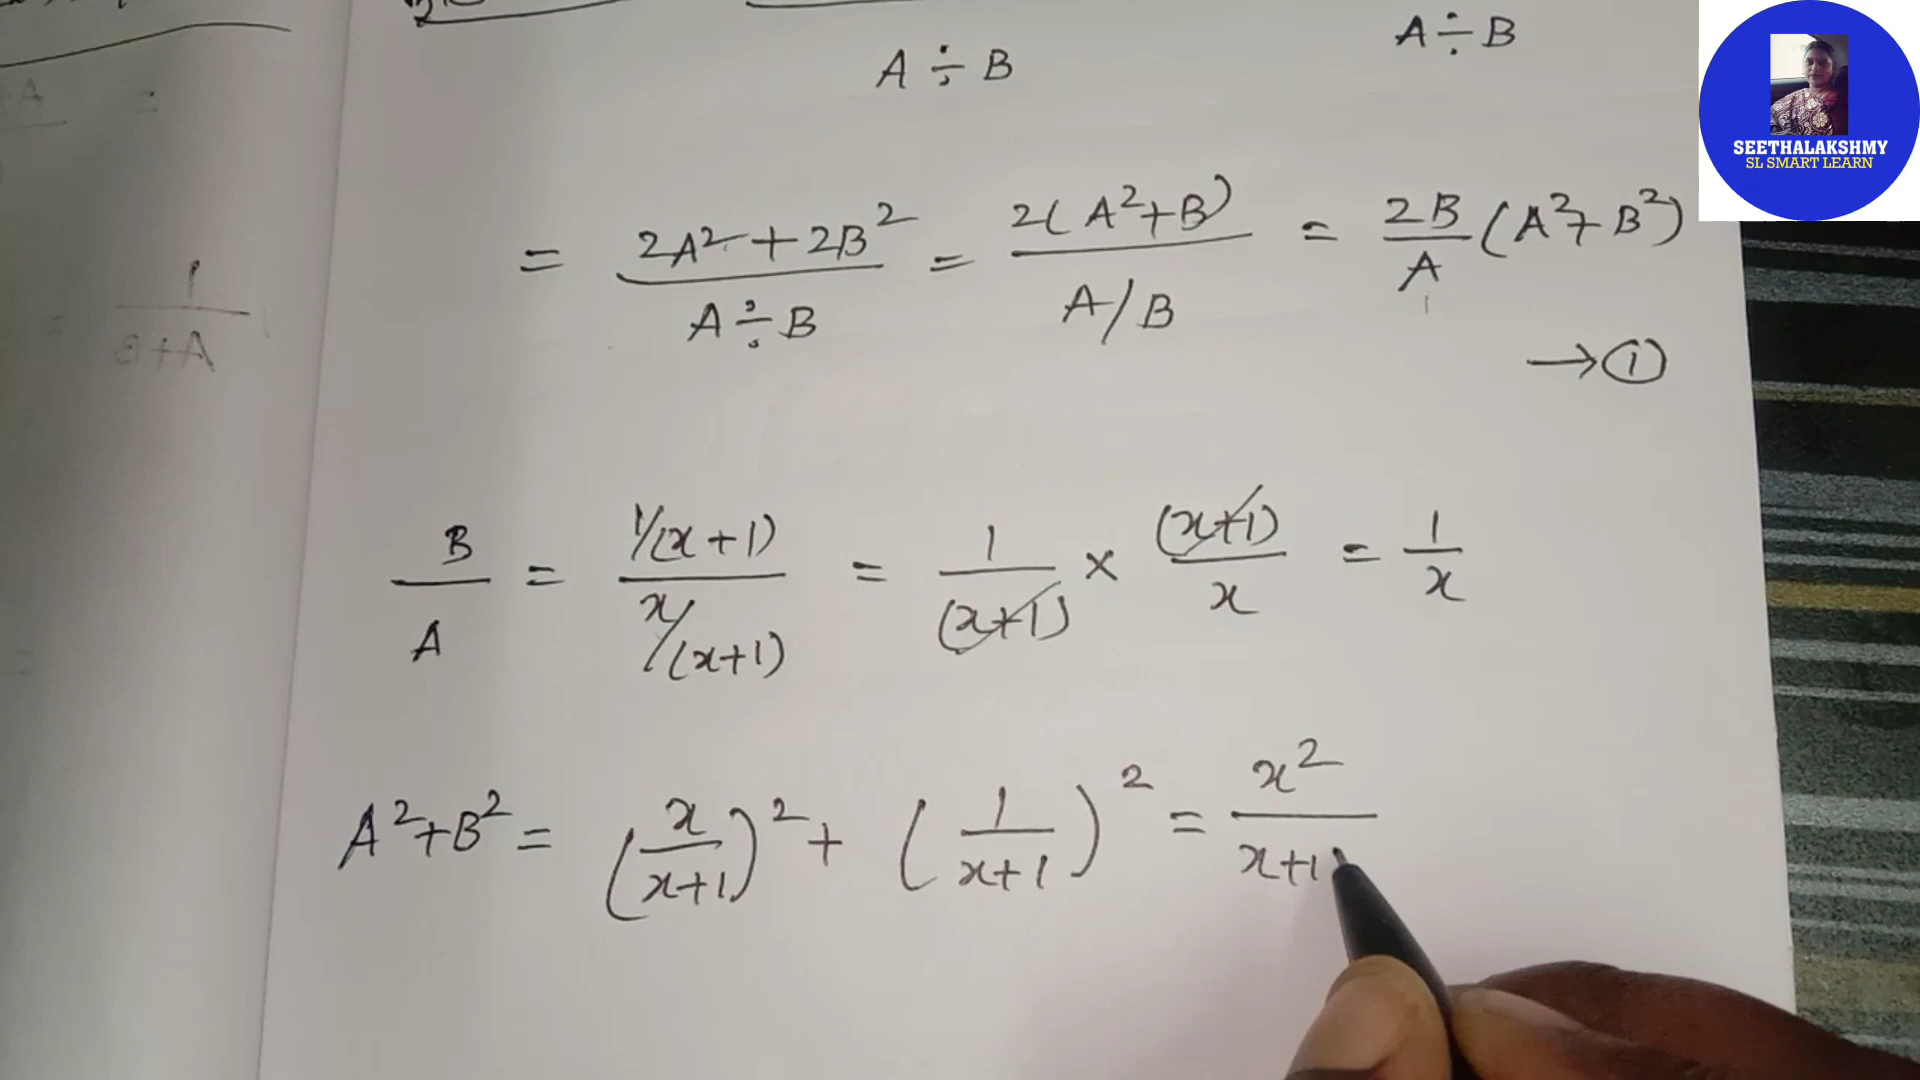 A ÷ B A ÷ B
SEETHALAKSHMY
SL SMART LEARN
= (2A² + 2B²)/(A ÷ B) = 2(A²+B)/(A/B) = 2B/A (A²+B²)
→ ①
B/A = (1/(x+1))/(x/(x+1)) = 1/(x+1) × (x+1)/x = 1/x
A²+B² = (x/(x+1))² + (1/(x+1))² = x²/(x+1